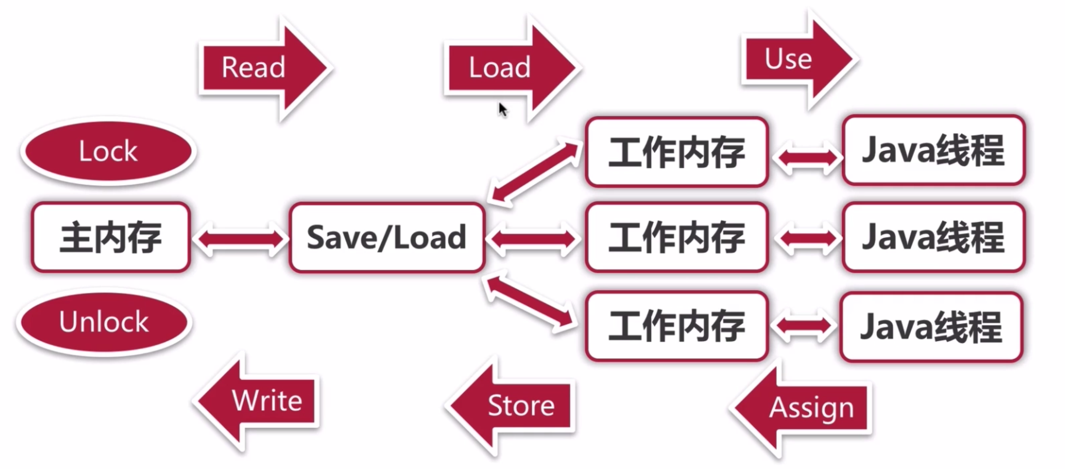 Read
Load
Use
Lock
工作内存
Java线程
主内存
Save/Load
工作内存
Java线程
Unlock
工作内存
Java线程
Write
Store
Assign